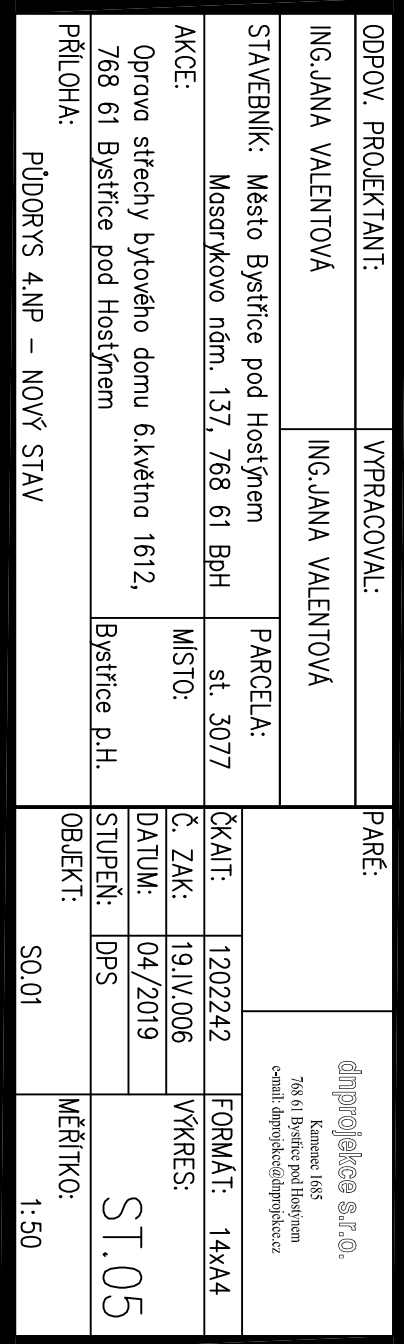 ODPOV. PROJEKTANT:
VYPRACOVAL:
ING.JANA VALENTOVÁ
ING.JANA VALENTOVÁ
STAVEBNÍK: Město Bystřice pod Hostýnem
Masarykovo nám. 137, 768 61 BpH
PARCELA:
st. 3077
AKCE:
Oprava střechy bytového domu 6.května 1612,
768 61 Bystřice pod Hostýnem
MÍSTO:
Bystřice p.H.
PŘÍLOHA:
PŮDORYS 4.NP – NOVÝ STAV
PARÉ:
dnprojekce s.r.o.
Kamenec 1685
768 61 Bystřice pod Hostýnem
e-mail: dnprojekce@dnprojekce.cz
ČKAIT: 1202242
FORMÁT: 14xA4
Č. ZAK: 19.IV.006
DATUM: 04/2019
STUPEŇ: DPS
VÝKRES:
ST.05
OBJEKT:
SO.01
MĚŘÍTKO:
1:50